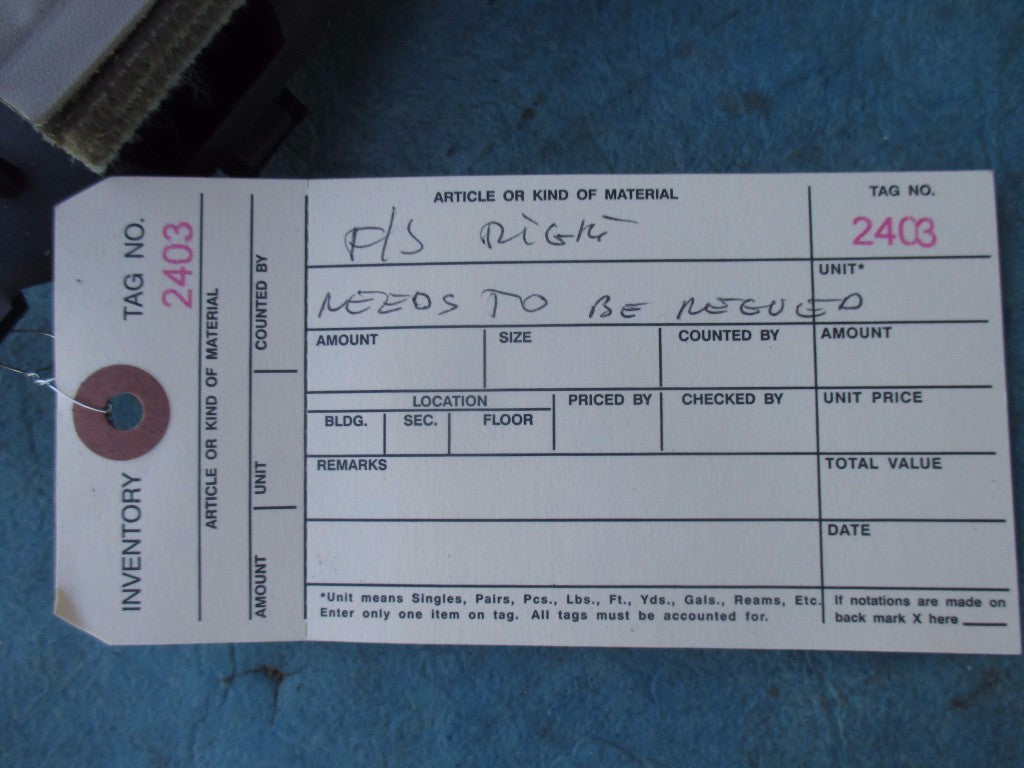 TAG NO.
2403
INVENTORY
ARTICLE OR KIND OF MATERIAL
COUNTED BY
UNIT
AMOUNT
ARTICLE OR KIND OF MATERIAL
P/S RIGHT
TAG NO.
2403
NEEDS TO BE REGUED
UNIT*
AMOUNT SIZE COUNTED BY AMOUNT
LOCATION PRICED BY CHECKED BY UNIT PRICE
BLDG. SEC. FLOOR
REMARKS TOTAL VALUE
DATE
*Unit means Singles, Pairs, Pcs., Lbs., Ft., Yds., Gals., Reams, Etc.
Enter only one item on tag. All tags must be accounted for.
If notations are made on
back mark X here